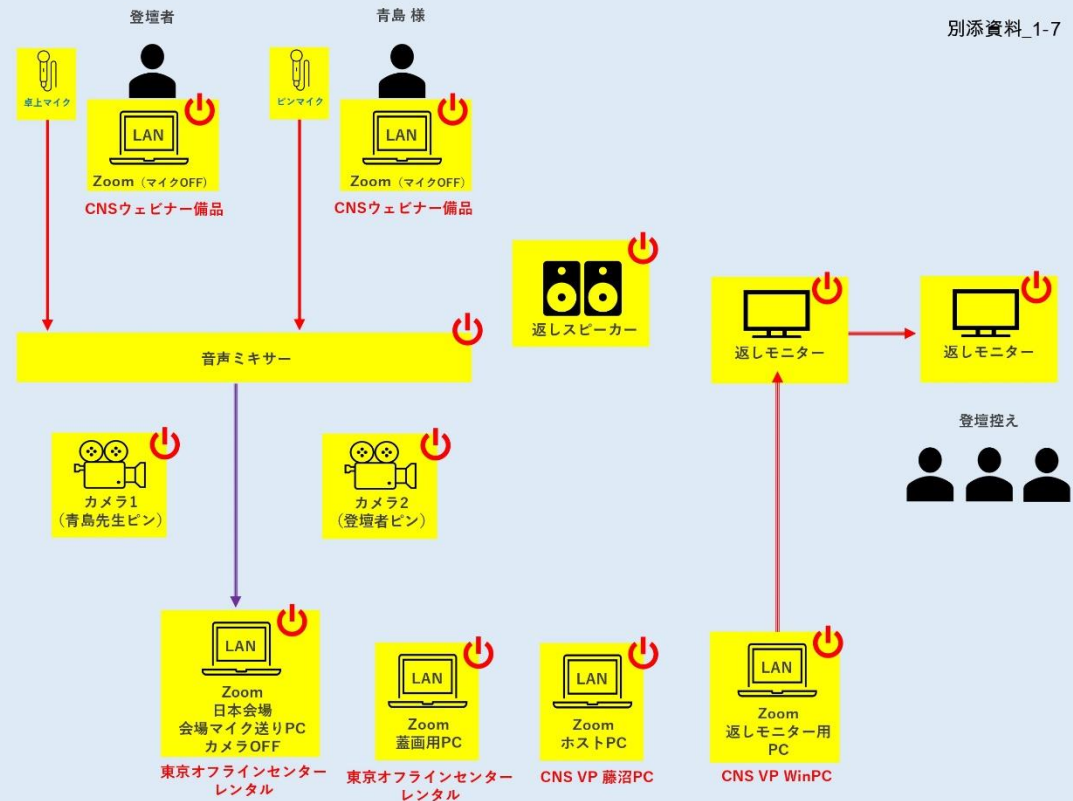 登壇者
青島 様
別添資料_1-7
卓上マイク
LAN
Zoom（マイクOFF）
CNSウェビナー備品
ピンマイク
LAN
Zoom（マイクOFF）
CNSウェビナー備品
返しスピーカー
返しモニター
返しモニター
音声ミキサー
登壇控え
カメラ1
（青島先生ピン）
カメラ2
（登壇者ピン）
LAN
Zoom
日本会場
会場マイク送りPC
カメラOFF
東京オフラインセンター
レンタル
LAN
Zoom
蓋画用PC
東京オフラインセンター
レンタル
LAN
Zoom
ホストPC
CNS VP 藤沼PC
LAN
Zoom
返しモニター用
PC
CNS VP WinPC